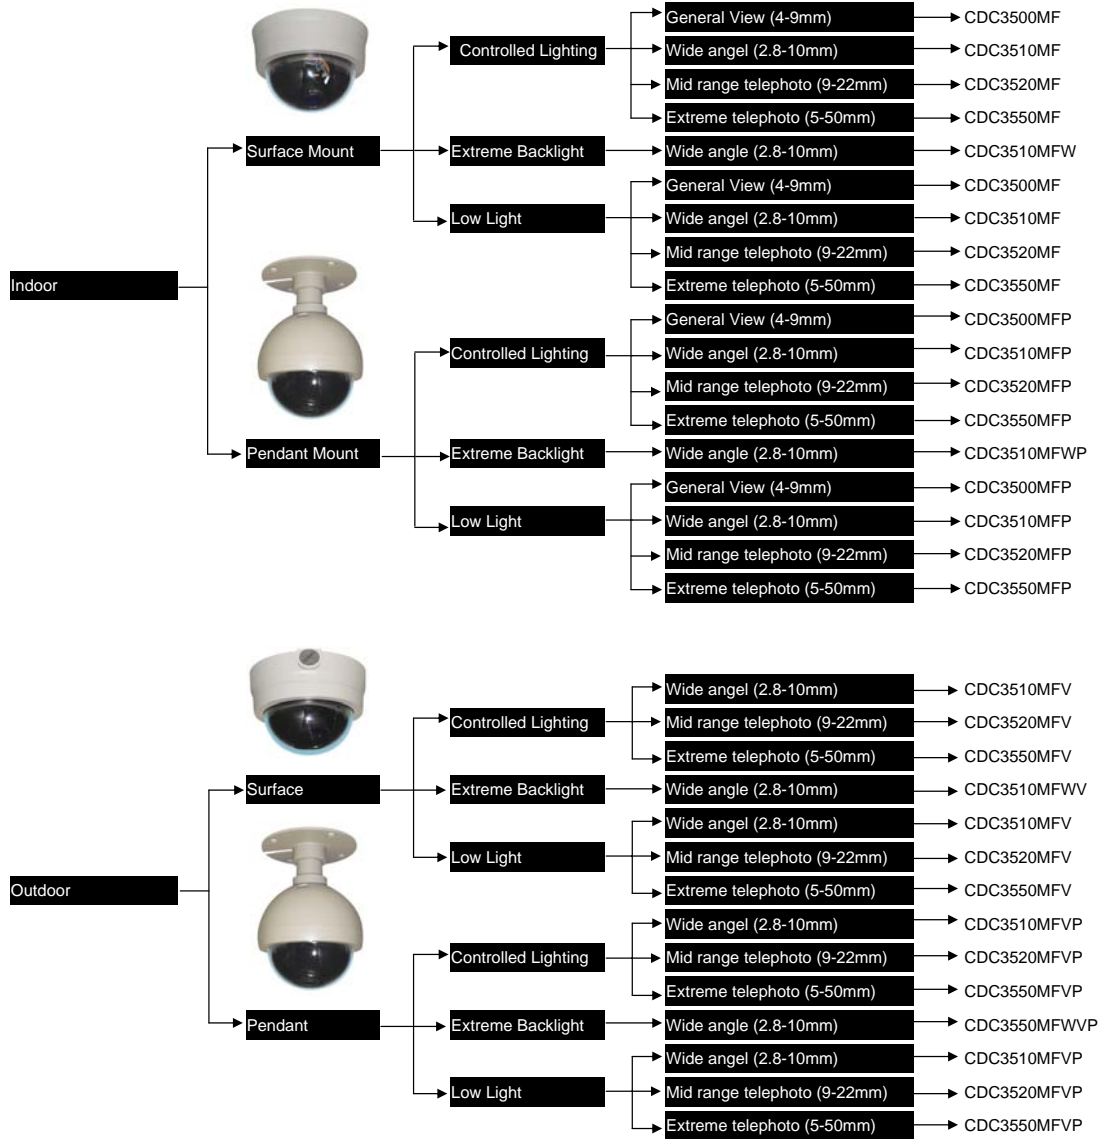 General View (4-9mm) CDC3500MF
Controlled Lighting Wide angel (2.8-10mm) CDC3510MF
Mid range telephoto (9-22mm) CDC3520MF
Extreme telephoto (5-50mm) CDC3550MF
Surface Mount Extreme Backlight Wide angle (2.8-10mm) CDC3510MFW
General View (4-9mm) CDC3500MF
Low Light Wide angel (2.8-10mm) CDC3510MF
Mid range telephoto (9-22mm) CDC3520MF
Indoor Extreme telephoto (5-50mm) CDC3550MF
General View (4-9mm) CDC3500MFP
Controlled Lighting Wide angel (2.8-10mm) CDC3510MFP
Mid range telephoto (9-22mm) CDC3520MFP
Extreme telephoto (5-50mm) CDC3550MFP
Pendant Mount Extreme Backlight Wide angle (2.8-10mm) CDC3510MFWP
General View (4-9mm) CDC3500MFP
Low Light Wide angel (2.8-10mm) CDC3510MFP
Mid range telephoto (9-22mm) CDC3520MFP
Extreme telephoto (5-50mm) CDC3550MFP
Wide angel (2.8-10mm) CDC3510MFV
Controlled Lighting Mid range telephoto (9-22mm) CDC3520MFV
Extreme telephoto (5-50mm) CDC3550MFV
Surface Extreme Backlight Wide angle (2.8-10mm) CDC3510MFWV
Wide angel (2.8-10mm) CDC3510MFV
Low Light Mid range telephoto (9-22mm) CDC3520MFV
Outdoor Extreme telephoto (5-50mm) CDC3550MFV
Wide angel (2.8-10mm) CDC3510MFVP
Controlled Lighting Mid range telephoto (9-22mm) CDC3520MFVP
Extreme telephoto (5-50mm) CDC3550MFVP
Pendant Extreme Backlight Wide angle (2.8-10mm) CDC3550MFWVP
Wide angel (2.8-10mm) CDC3510MFVP
Low Light Mid range telephoto (9-22mm) CDC3520MFVP
Extreme telephoto (5-50mm) CDC3550MFVP